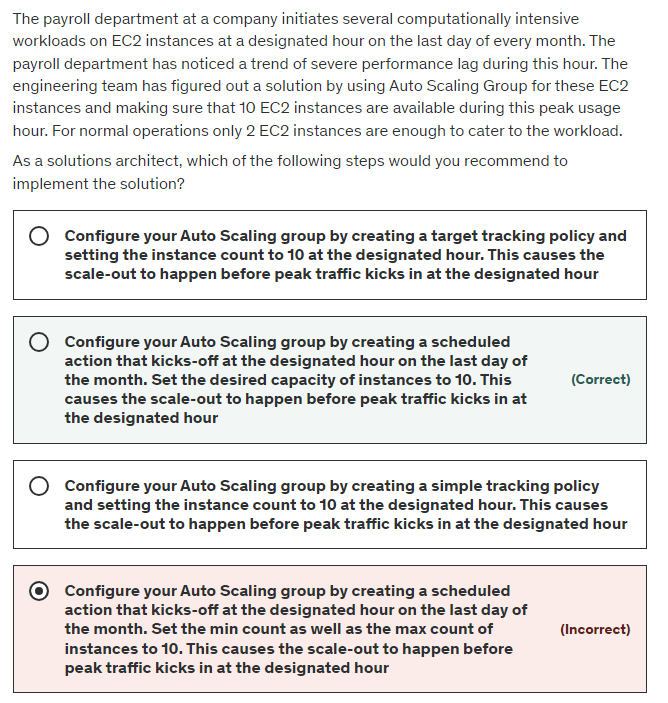 The payroll department at a company initiates several computationally intensive
workloads on EC2 instances at a designated hour on the last day of every month. The
payroll department has noticed a trend of severe performance lag during this hour. The
engineering team has figured out a solution by using Auto Scaling Group for these EC2
instances and making sure that 10 EC2 instances are available during this peak usage
hour. For normal operations only 2 EC2 instances are enough to cater to the workload.
As a solutions architect, which of the following steps would you recommend to
implement the solution?
Configure your Auto Scaling group by creating a target tracking policy and
setting the instance count to 10 at the designated hour. This causes the
scale-out to happen before peak traffic kicks in at the designated hour
Configure your Auto Scaling group by creating a scheduled
action that kicks-off at the designated hour on the last day of
the month. Set the desired capacity of instances to 10. This
causes the scale-out to happen before peak traffic kicks in at
the designated hour
(Correct)
Configure your Auto Scaling group by creating a simple tracking policy
and setting the instance count to 10 at the designated hour. This causes
the scale-out to happen before peak traffic kicks in at the designated hour
Configure your Auto Scaling group by creating a scheduled
action that kicks-off at the designated hour on the last day of
the month. Set the min count as well as the max count of
instances to 10. This causes the scale-out to happen before
peak traffic kicks in at the designated hour
(Incorrect)